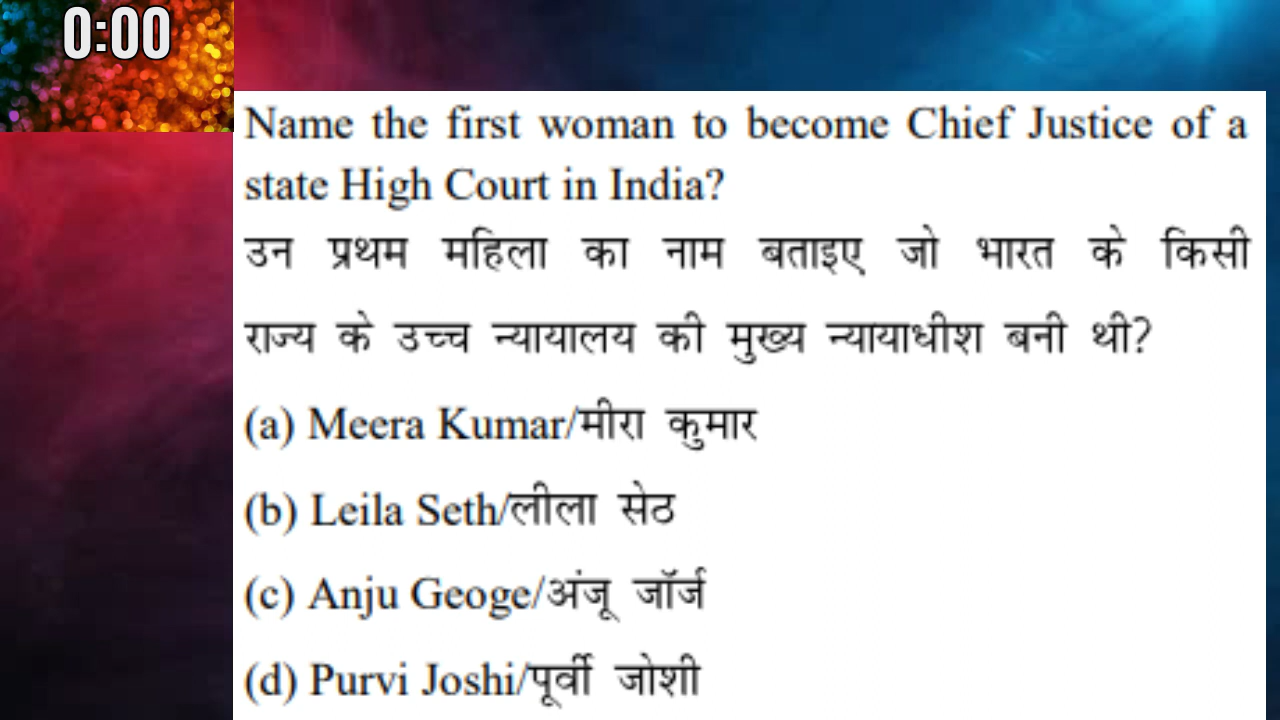 0:00
Name the first woman to become Chief Justice of a
state High Court in India?
उन प्रथम महिला का नाम बताइए जो भारत के किसी
राज्य के उच्च न्यायालय की मुख्य न्यायाधीश बनी थी?
(a) Meera Kumar/मीरा कुमार
(b) Leila Seth/लीला सेठ
(c) Anju Geoge/अंजू जॉर्ज
(d) Purvi Joshi/पूर्वी जोशी